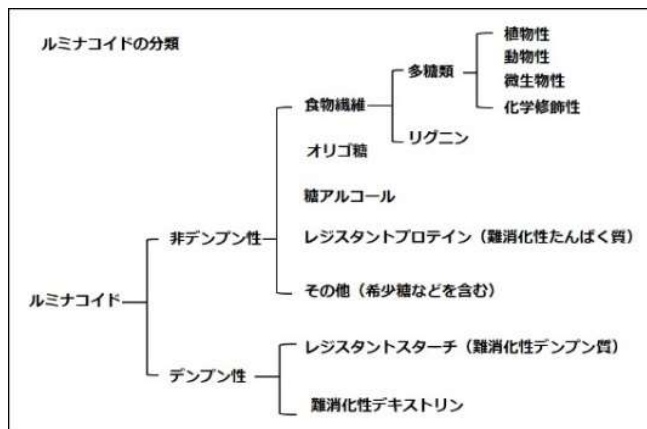 ルミナコイドの分類
植物性
動物性
多糖類
微生物性
食物繊維
化学修飾性
リグニン
オリゴ糖
糖アルコール
非デンプン性
レジスタントプロテイン（難消化性たんぱく質）
ルミナコイド
その他（希少糖などを含む）
レジスタントスターチ（難消化性デンプン質）
デンプン性
難消化性デキストリン